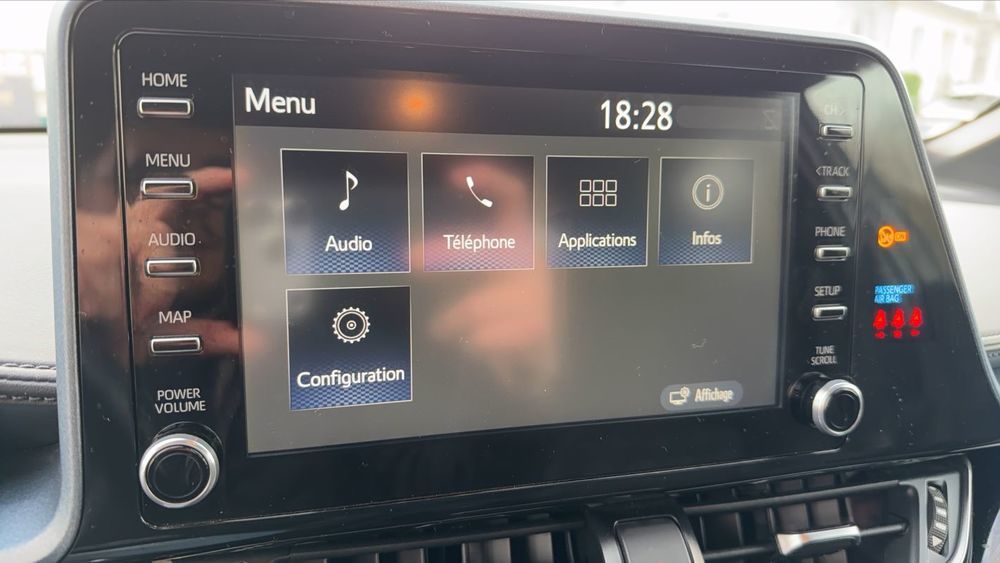 HOME
MENU
AUDIO
MAP
POWER
VOLUME
Menu
18:28
Audio
Téléphone
Applications
Infos
Configuration
Affichage
CH>
<TRACK
PHONE
SETUP
TUNE
SCROLL
ON
PASSENGER
AIR BAG